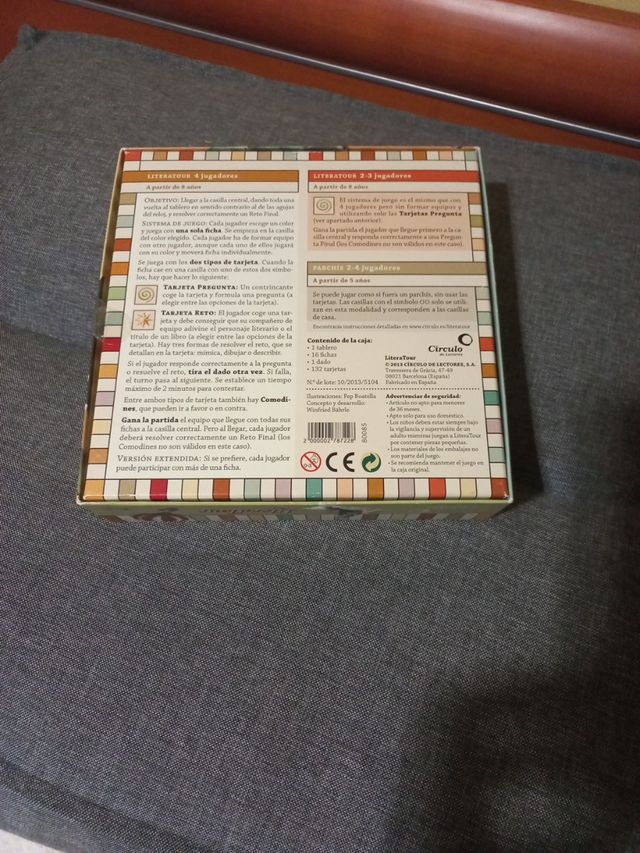 LITERATOUR 4 jugadores
A partir de 8 años
OBJETIVO: Llegar a la casilla central, dando toda una
vuelta al tablero en sentido contrario al de las agujas
del reloj, y resolver correctamente un Reto Final.
SISTEMA DE JUEGO: Cada jugador escoge un color
y juega con una sola ficha. Se empieza en la casilla
del color elegido. Cada jugador ha de formar equipo
con otro jugador, aunque cada uno de ellos jugará
con su color y moverá ficha individualmente.
Se juega con los dos tipos de tarjeta. Cuando la
ficha cae en una casilla con uno de estos dos símbo-
los, hay que hacer lo siguiente:
TARJETA PREGUNTA: Un contrincante
coge la tarjeta y formula una pregunta (a
elegir entre las opciones de la tarjeta).
TARJETA RETO: El jugador coge una tar-
jeta y debe conseguir que su compañero de
equipo adivine el personaje literario o el
título de un libro (a elegir entre las opciones de la
tarjeta). Hay tres formas de resolver el reto, que se
detallan en la tarjeta: mímica, dibujar o describir.
Si el jugador responde correctamente a la pregunta
o resuelve el reto, tira el dado otra vez. Si falla,
el turno pasa al siguiente. Se establece un tiempo
máximo de 2 minutos para contestar.
Entre ambos tipos de tarjeta también hay Comodi-
nes, que pueden ir a favor o en contra.
Gana la partida el equipo que llegue con todas sus
fichas a la casilla central. Pero al llegar, cada jugador
deberá resolver correctamente un Reto Final (los
Comodines no son válidos en este caso).
VERSIÓN EXTENDIDA: Si se prefiere, cada jugador
puede participar con más de una ficha.
LITERATOUR 2-3 jugadores
A partir de 8 años
El sistema de juego es el mismo que con
4 jugadores pero sin formar equipos y
utilizando solo las Tarjetas Pregunta
(ver apartado anterior).
Gana la partida el jugador que llegue primero a la ca-
silla central y responda correctamente a una Pregun-
ta Final (los Comodines no son válidos en este caso).
PARCHÍS 2-4 jugadores
A partir de 5 años
Se puede jugar como si fuera un parchís, sin usar las
tarjetas. Las casillas con el símbolo OO solo se uti-
lizan en esta modalidad y corresponden a las casillas
de casa.
Encontrarás instrucciones detalladas en www.circulo.es/literatour
Contenido de la caja:
• 1 tablero
• 16 fichas
• 1 dado
• 132 tarjetas
N.º de lote: 10/2013/5104
Círculo
de Lectores
LiteraTour
© 2013 CÍRCULO DE LECTORES, S.A.
Travessera de Gràcia, 47-49
08021 Barcelona (España)
Fabricado en España
Ilustraciones: Pep Boatella
Concepto y desarrollo:
Winfried Bährle.
2 000002 787228
80085
0-3
CE
Advertencias de seguridad:
• Artículo no apto para menores
de 36 meses.
• Apto solo para uso doméstico.
• Los niños deben estar siempre bajo
la vigilancia y supervisión de un
adulto mientras juegan a LiteraTour
por contener piezas pequeñas.
• Los materiales de los embalajes no
son parte del juego.
• Se recomienda mantener el juego en
la caja original.
LiteraTour